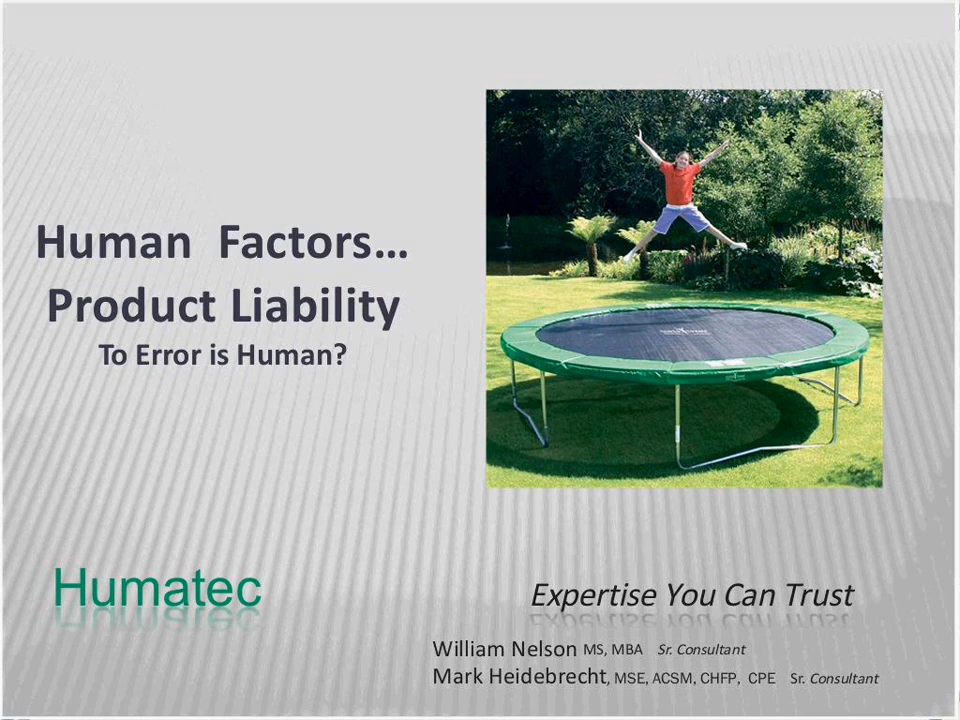 Human Factors...
Product Liability
To Error is Human?
Humatec
Expertise You Can Trust
William Nelson MS, MBA Sr. Consultant
Mark Heidebrecht, MSE, ACSM, CHFP, CPE Sr. Consultant